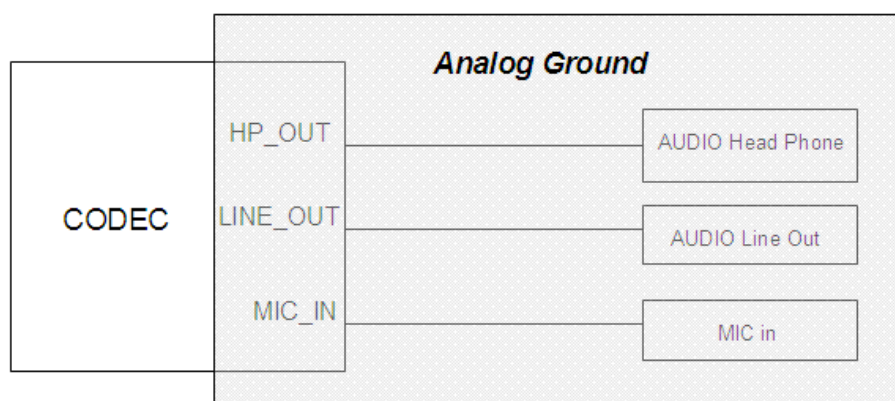 Analog Ground
HP_OUT
AUDIO Head Phone
CODEC
LINE_OUT
AUDIO Line Out
MIC_IN
MIC in